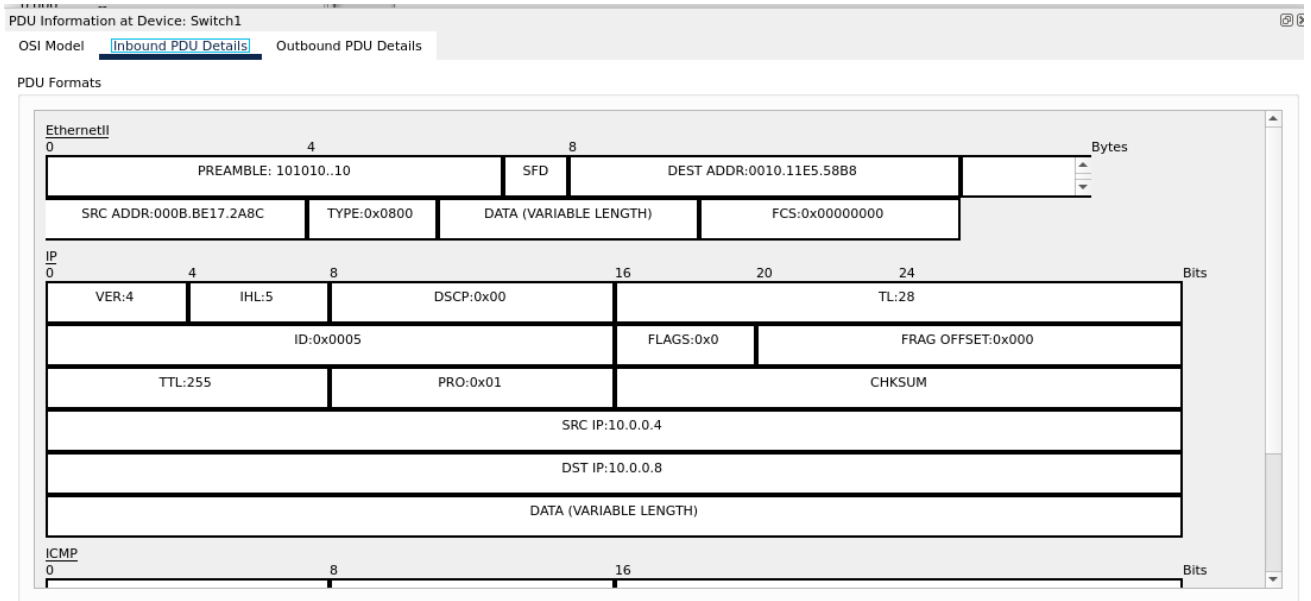 PDU Information at Device: Switch1
OSI Model Inbound PDU Details Outbound PDU Details
PDU Formats
EthernetII
0 4 8 Bytes
PREAMBLE: 101010..10 SFD DEST ADDR:0010.11E5.58B8
SRC ADDR:000B.BE17.2A8C TYPE:0x0800 DATA (VARIABLE LENGTH) FCS:0x00000000
IP
0 4 8 16 20 24 Bits
VER:4 IHL:5 DSCP:0x00 TL:28
ID:0x0005 FLAGS:0x0 FRAG OFFSET:0x000
TTL:255 PRO:0x01 CHKSUM
SRC IP:10.0.0.4
DST IP:10.0.0.8
DATA (VARIABLE LENGTH)
ICMP
0 8 16 Bits